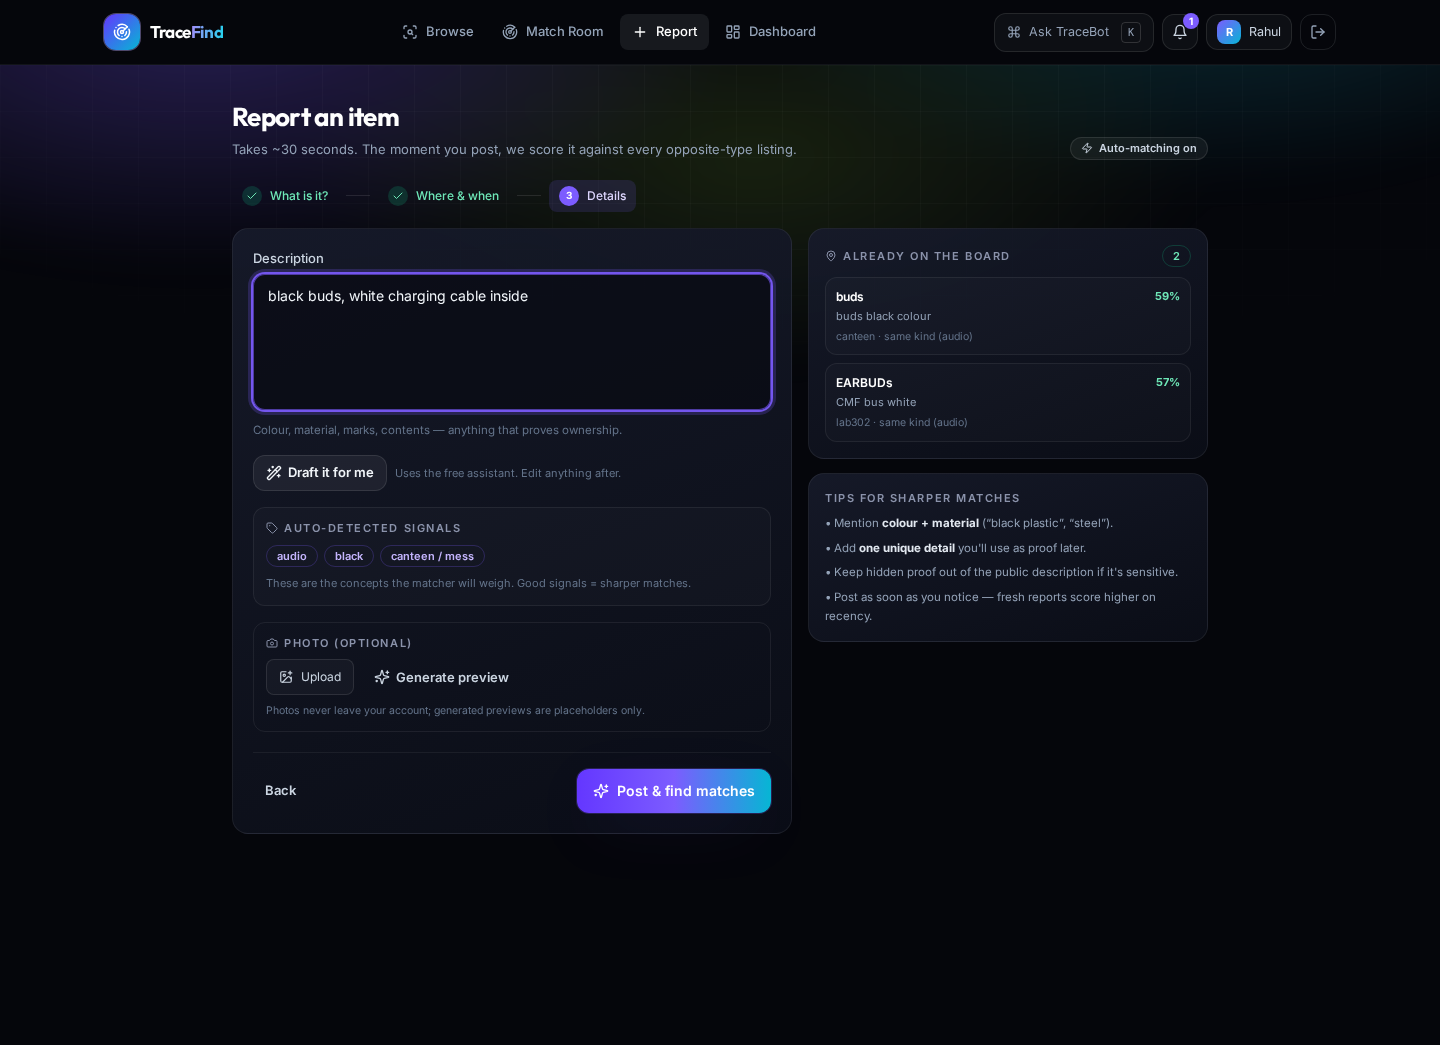 TraceFind
Browse
Match Room
Report
Dashboard
Ask TraceBot
K
1
R
Rahul
Report an item
Takes ~30 seconds. The moment you post, we score it against every opposite-type listing.
Auto-matching on
What is it?
Where & when
3
Details
Description
black buds, white charging cable inside
Colour, material, marks, contents — anything that proves ownership.
Draft it for me
Uses the free assistant. Edit anything after.
AUTO-DETECTED SIGNALS
audio
black
canteen / mess
These are the concepts the matcher will weigh. Good signals = sharper matches.
PHOTO (OPTIONAL)
Upload
Generate preview
Photos never leave your account; generated previews are placeholders only.
Back
Post & find matches
ALREADY ON THE BOARD
2
buds
59%
buds black colour
canteen · same kind (audio)
EARBUDs
57%
CMF bus white
lab302 · same kind (audio)
TIPS FOR SHARPER MATCHES
• Mention colour + material (“black plastic”, “steel”).
• Add one unique detail you'll use as proof later.
• Keep hidden proof out of the public description if it's sensitive.
• Post as soon as you notice — fresh reports score higher on
recency.